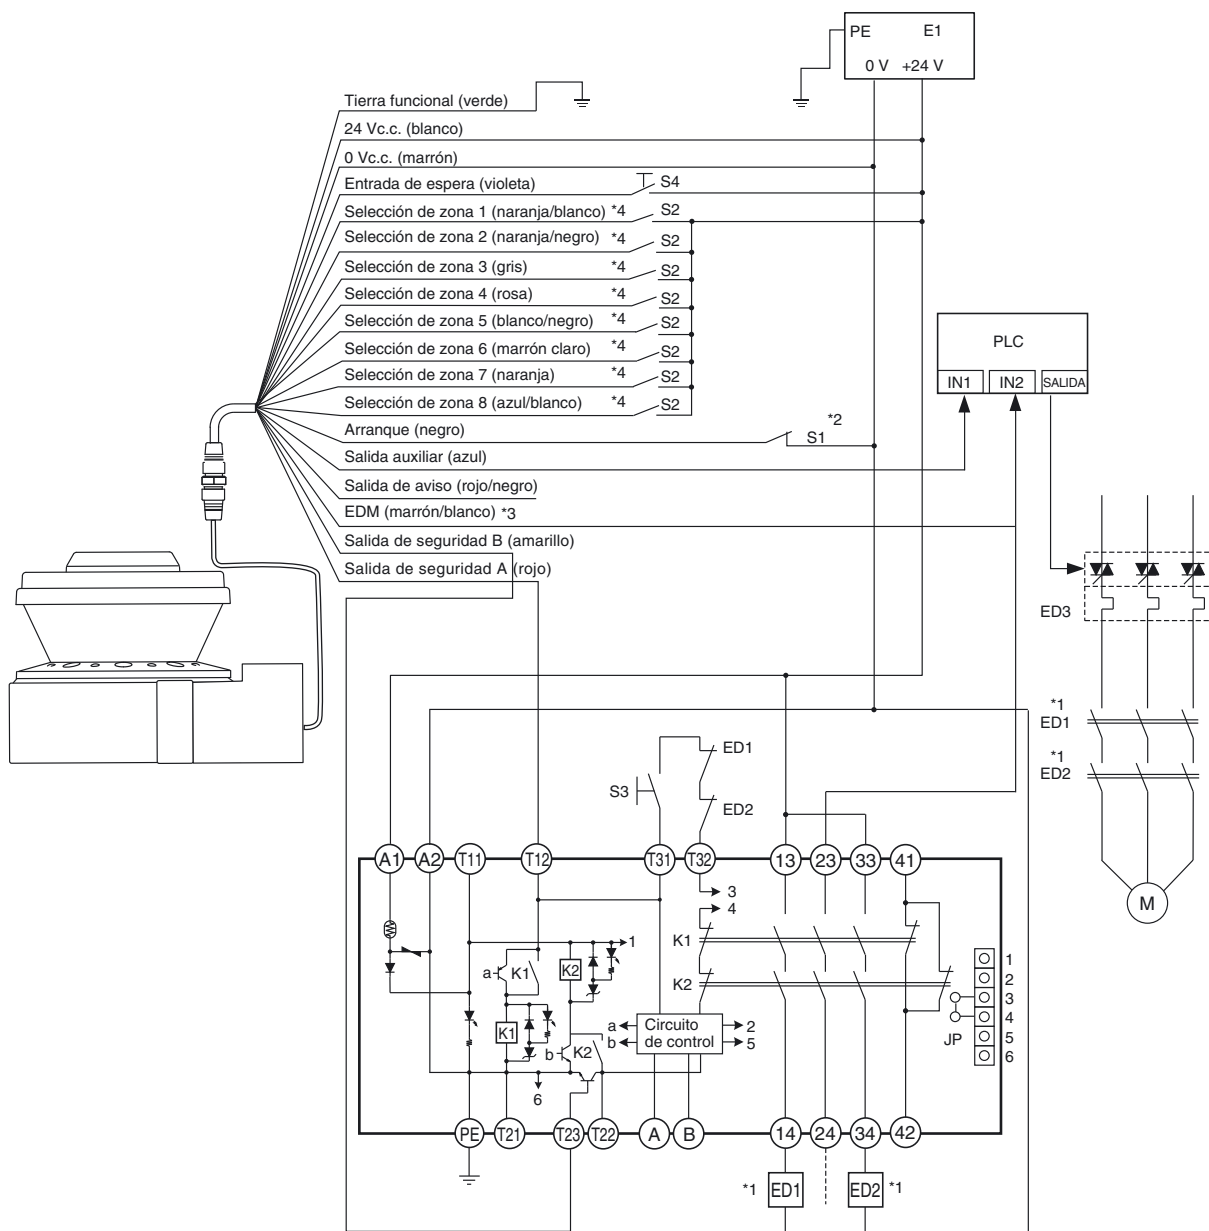 PE E1
0 V +24 V
Tierra funcional (verde)
24 Vc.c. (blanco)
0 Vc.c. (marrón)
Entrada de espera (violeta) S4
Selección de zona 1 (naranja/blanco) *4 S2
Selección de zona 2 (naranja/negro) *4 S2
Selección de zona 3 (gris) *4 S2
Selección de zona 4 (rosa) *4 S2
Selección de zona 5 (blanco/negro) *4 S2
Selección de zona 6 (marrón claro) *4 S2
Selección de zona 7 (naranja) *4 S2
Selección de zona 8 (azul/blanco) *4 S2
Arranque (negro) S1 *2
Salida auxiliar (azul)
Salida de aviso (rojo/negro)
EDM (marrón/blanco) *3
Salida de seguridad B (amarillo)
Salida de seguridad A (rojo)
PLC
IN1 IN2 SALIDA
ED3
*1
ED1
*1
ED2
M
S3
ED1
ED2
A1 A2 T11 T12 T31 T32 13 23 33 41
3
4
K1
K2
1
a K1
K2
K1
b K2
6
a
b
Circuito
de control
2
5
JP
1
2
3
4
5
6
PE T21 T23 T22 A B 14 24 34 42
*1 ED1 ED2 *1